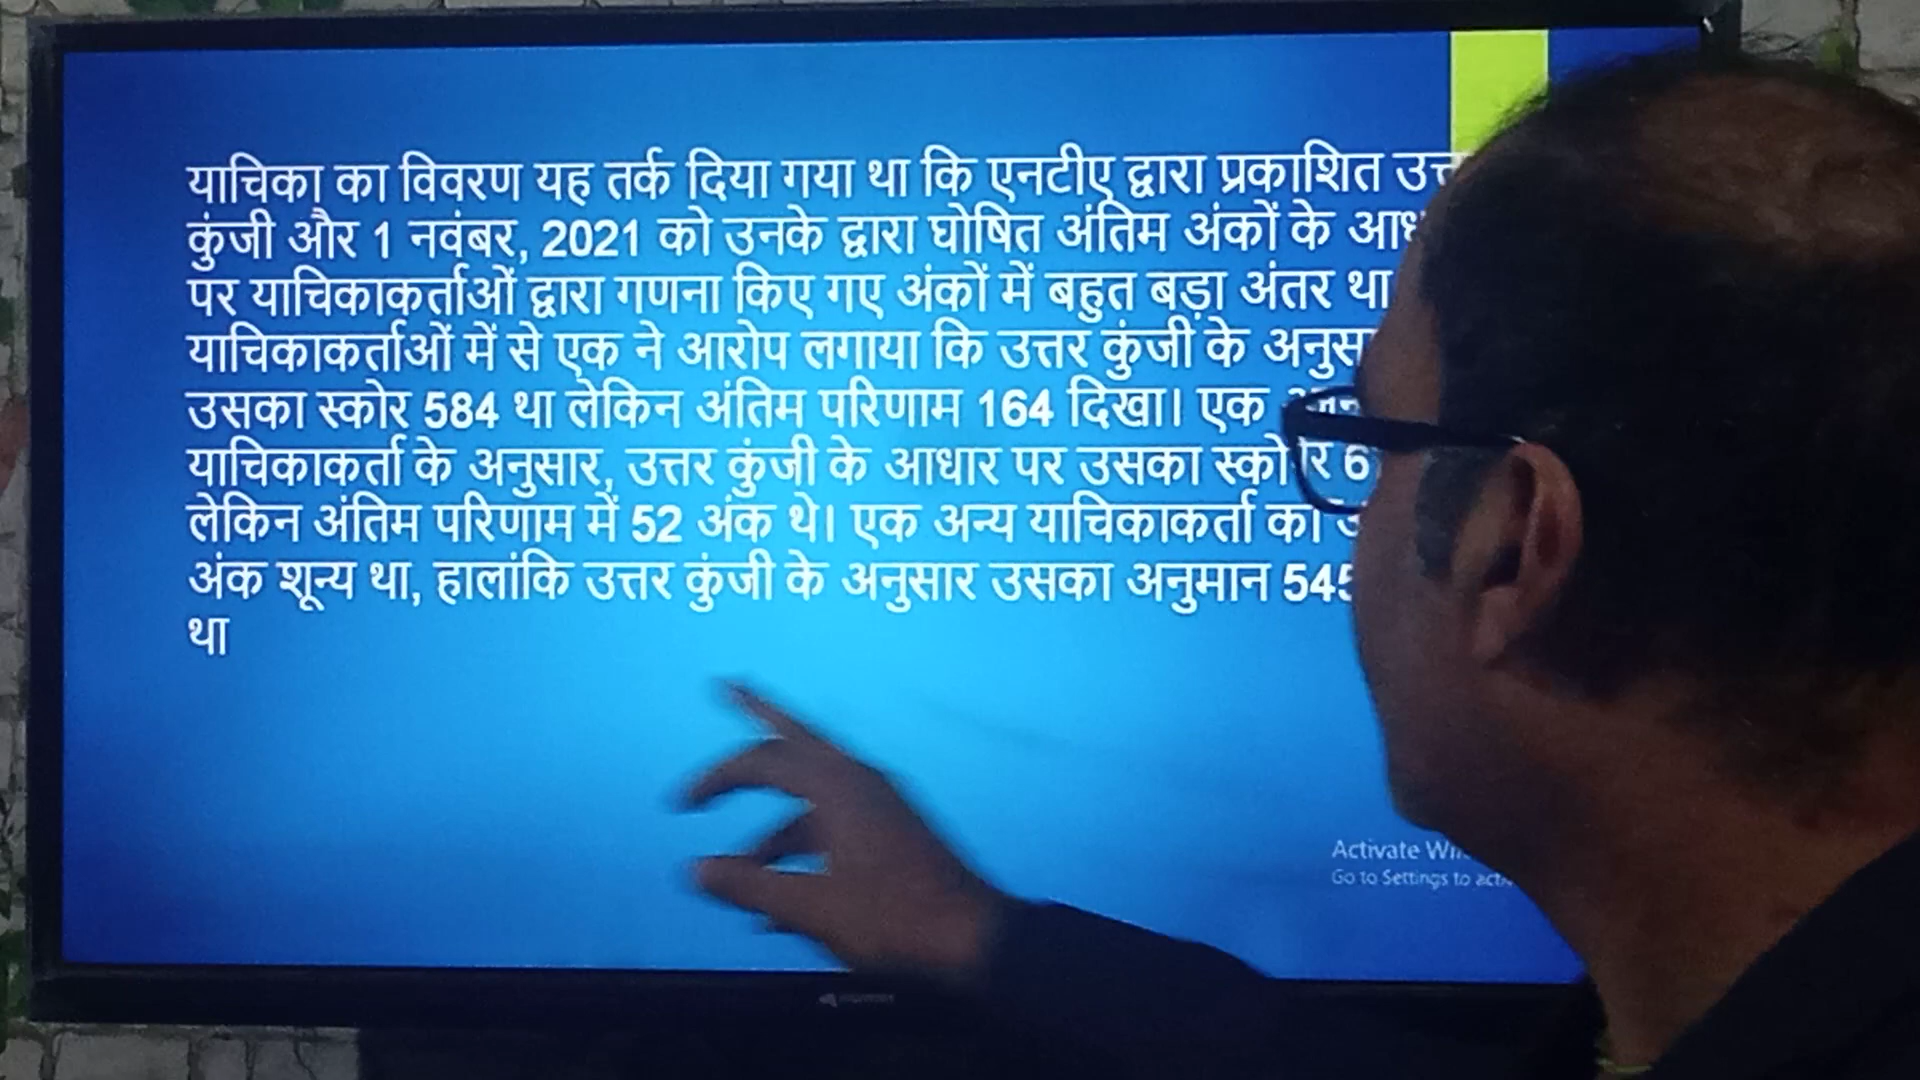 याचिका का विवरण यह तर्क दिया गया था कि एनटीए द्वारा प्रकाशित
कुंजी और 1 नवंबर, 2021 को उनके द्वारा घोषित अंतिम अंकों के
पर याचिकाकर्ताओं द्वारा गणना किए गए अंकों में बहुत बड़ा अंतर था
याचिकाकर्ताओं में से एक ने आरोप लगाया कि उत्तर कुंजी के
उसका स्कोर 584 था लेकिन अंतिम परिणाम 164 दिखा। एक
याचिकाकर्ता के अनुसार, उत्तर कुंजी के आधार पर उसका स्कोर
लेकिन अंतिम परिणाम में 52 अंक थे। एक अन्य याचिकाकर्ता का
अंक शून्य था, हालांकि उत्तर कुंजी के अनुसार उसका अनुमान 545
था
Activate
Go to Settings to